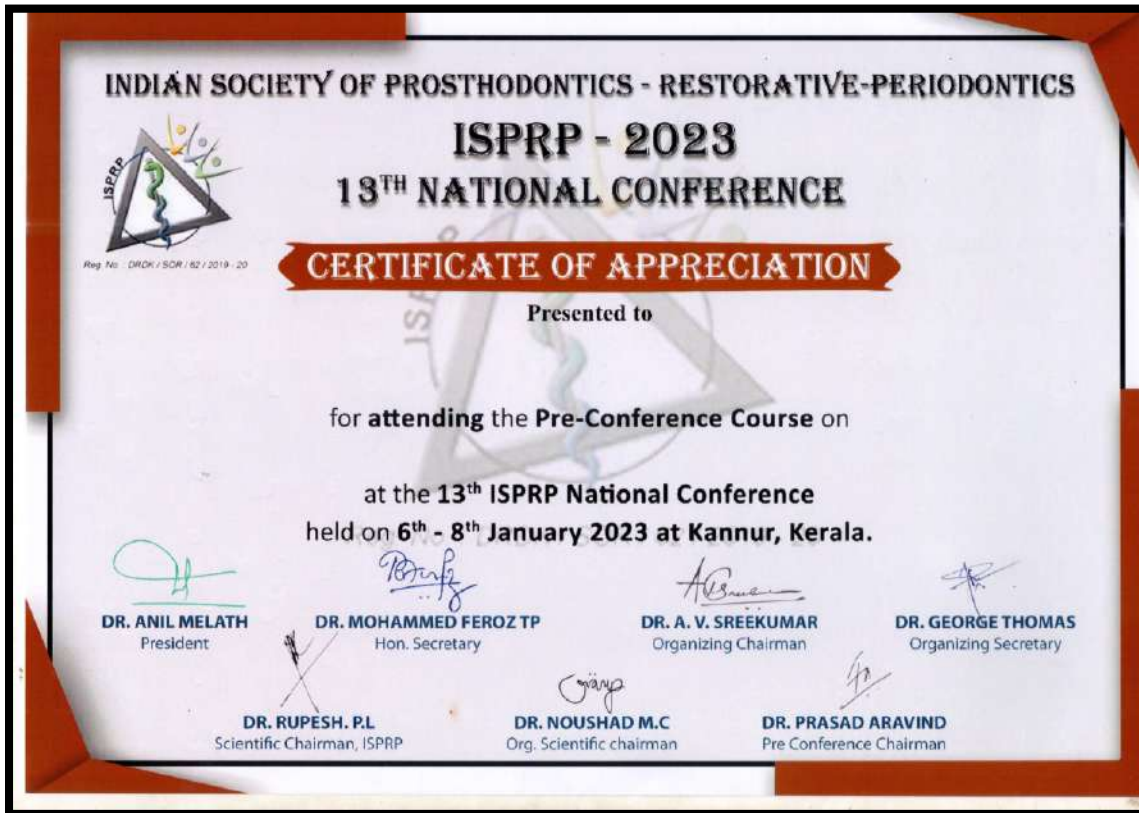 INDIAN SOCIETY OF PROSTHODONTICS - RESTORATIVE-PERIODONTICS
ISPRP - 2023
13TH NATIONAL CONFERENCE
ISPRP
Reg. No : DRDK / SOR / 62 / 2019 - 20
CERTIFICATE OF APPRECIATION
Presented to
for attending the Pre-Conference Course on
at the 13th ISPRP National Conference
held on 6th - 8th January 2023 at Kannur, Kerala.
DR. ANIL MELATH
President
DR. MOHAMMED FEROZ TP
Hon. Secretary
DR. A. V. SREEKUMAR
Organizing Chairman
DR. GEORGE THOMAS
Organizing Secretary
DR. RUPESH. P.L
Scientific Chairman, ISPRP
DR. NOUSHAD M.C
Org. Scientific chairman
DR. PRASAD ARAVIND
Pre Conference Chairman